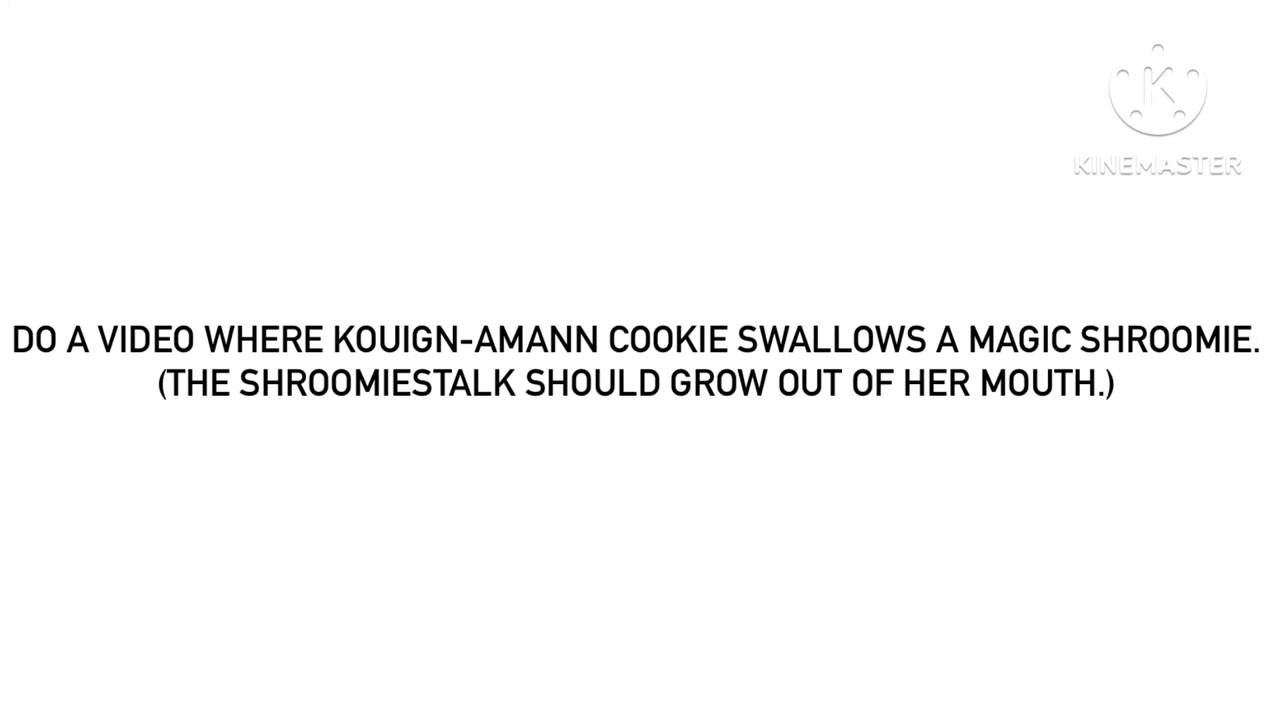 KINEMASTER
DO A VIDEO WHERE KOUIGN-AMANN COOKIE SWALLOWS A MAGIC SHROOMIE.
(THE SHROOMIESTALK SHOULD GROW OUT OF HER MOUTH.)